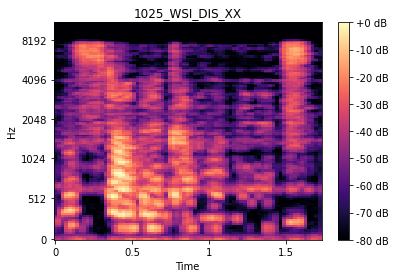 1025_WSI_DIS_XX
Hz
8192
4096
2048
1024
512
0
0
0.5
1
1.5
Time
+0 dB
-10 dB
-20 dB
-30 dB
-40 dB
-50 dB
-60 dB
-70 dB
-80 dB